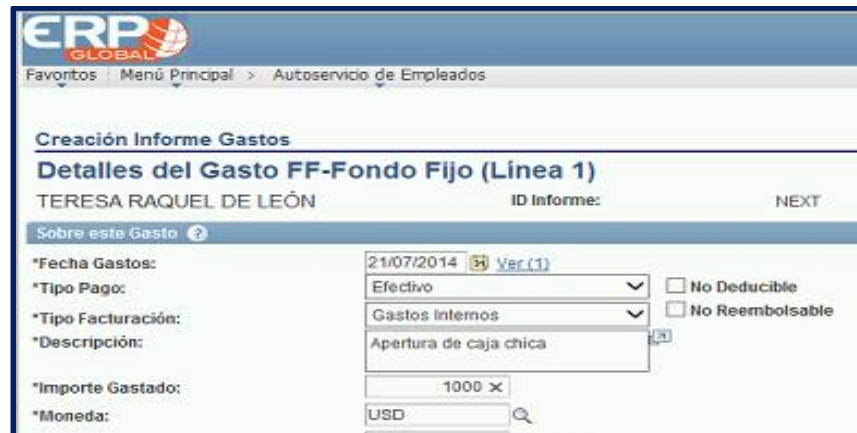 ERP
GLOBAL
Favoritos Menú Principal > Autoservicio de Empleados
Creación Informe Gastos
Detalles del Gasto FF-Fondo Fijo (Línea 1)
TERESA RAQUEL DE LEÓN ID Informe: NEXT
Sobre este Gasto ?
*Fecha Gastos: 21/07/2014 Ver (1)
*Tipo Pago: Efectivo No Deducible
*Tipo Facturación: Gastos Internos No Reembolsable
*Descripción: Apertura de caja chica
*Importe Gastado: 1000 ×
*Moneda: USD